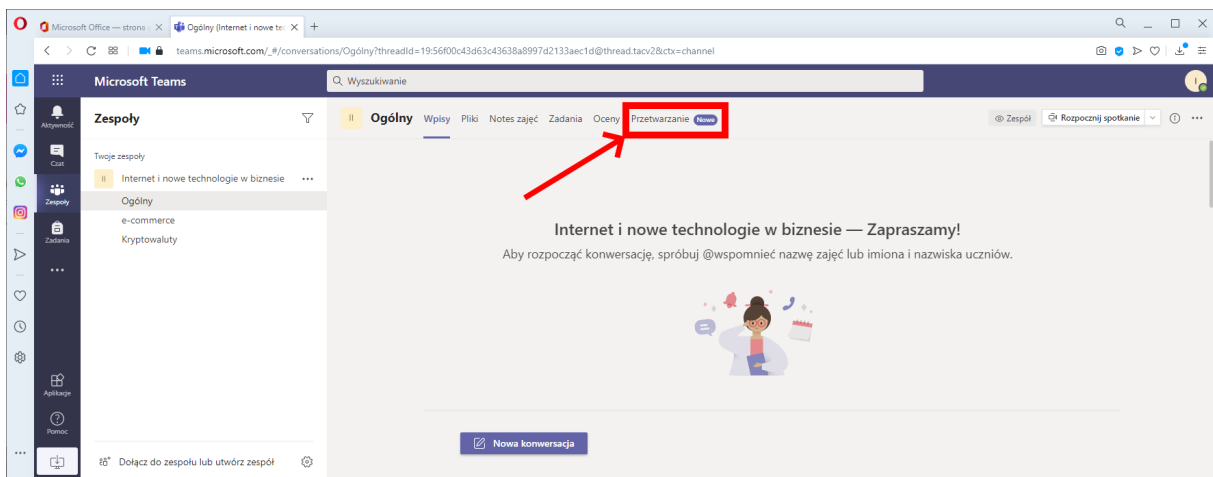 Microsoft Office — strona
Ogólny (Internet i nowe tec
teams.microsoft.com/_#/conversations/Ogólny?threadId=19:56f00c43d63c43638a8997d2133aec1d@thread.tacv2&ctx=channel
Microsoft Teams
Wyszukiwanie
I
Aktywność
Czat
Zespoły
Zadania
Aplikacje
Pomoc
Zespoły
Twoje zespoły
II Internet i nowe technologie w biznesie
Ogólny
e-commerce
Kryptowaluty
Dołącz do zespołu lub utwórz zespół
II Ogólny Wpisy Pliki Notes zajęć Zadania Oceny Przetwarzanie Nowe
Zespół Rozpocznij spotkanie
Internet i nowe technologie w biznesie — Zapraszamy!
Aby rozpocząć konwersację, spróbuj @wspomnieć nazwę zajęć lub imiona i nazwiska uczniów.
Nowa konwersacja